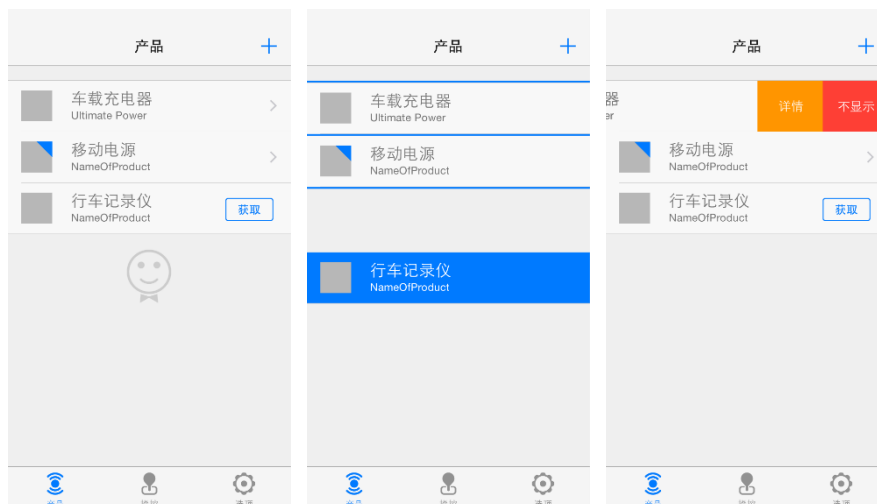 产品
车载充电器
Ultimate Power
移动电源
NameOfProduct
行车记录仪
NameOfProduct
获取
产品
车载充电器
Ultimate Power
移动电源
NameOfProduct
行车记录仪
NameOfProduct
产品
器
er
详情
不显示
移动电源
NameOfProduct
行车记录仪
NameOfProduct
获取